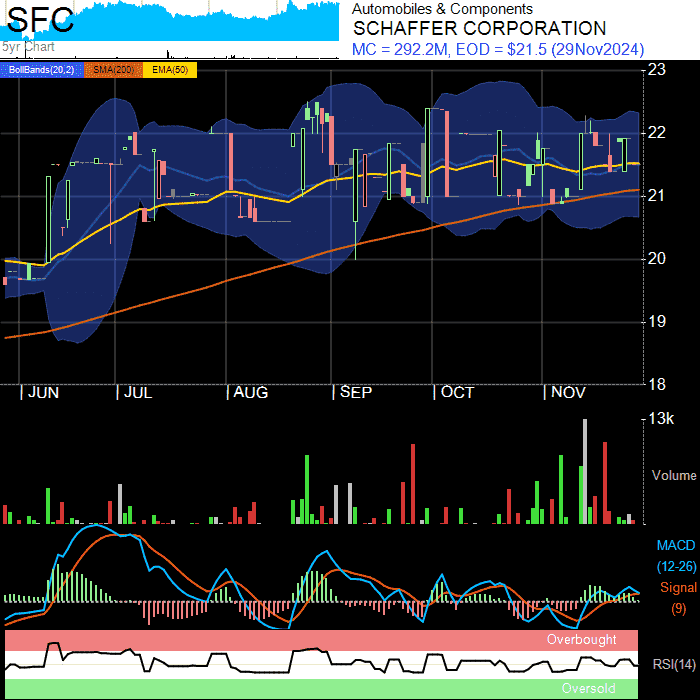 SFC
5yr Chart
Automobiles & Components
SCHAFFER CORPORATION
MC = 292.2M, EOD = $21.5 (29Nov2024)
BollBands(20,2) SMA(200) EMA(50)
23
22
21
20
19
18
JUN JUL AUG SEP OCT NOV
13k
Volume
MACD
(12-26)
Signal
(9)
Overbought
RSI(14)
Oversold